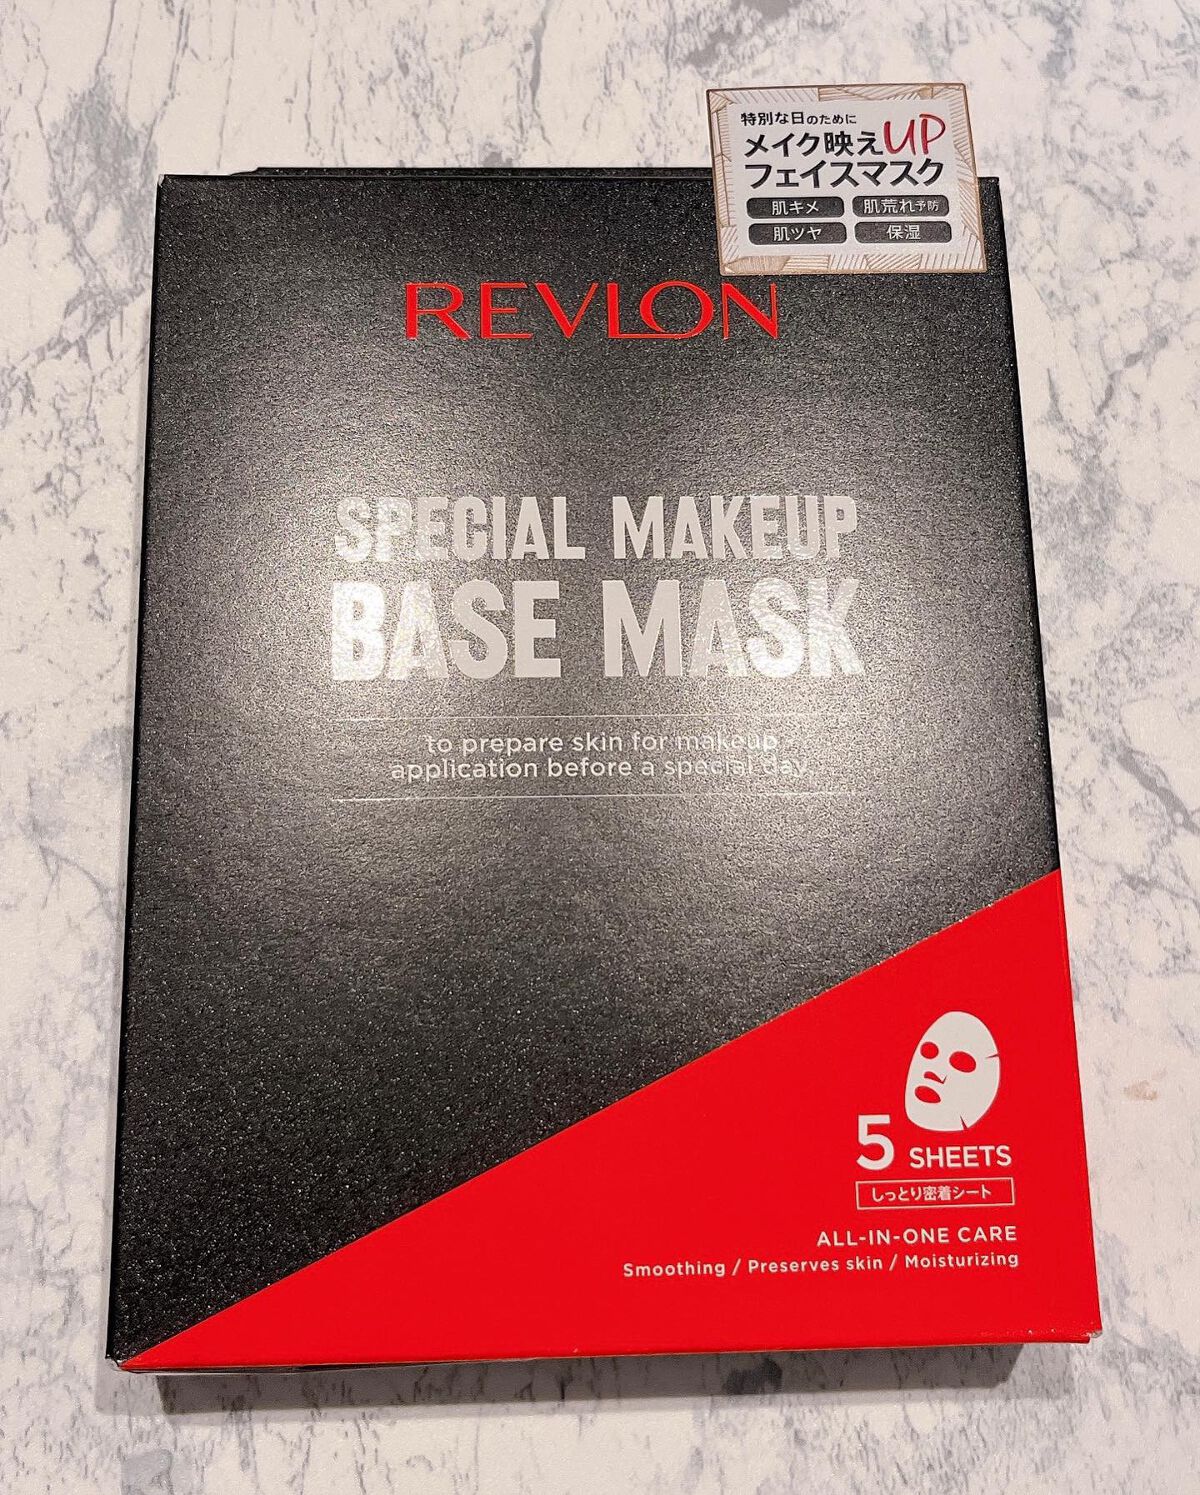 特別な日のために
メイク映えUP
フェイスマスク
肌キメ 肌荒れ予防
肌ツヤ 保湿
REVLON
SPECIAL MAKEUP
BASE MASK
to prepare skin for makeup
application before a special day.
5 SHEETS
しっとり密着シート
ALL-IN-ONE CARE
Smoothing / Preserves skin / Moisturizing